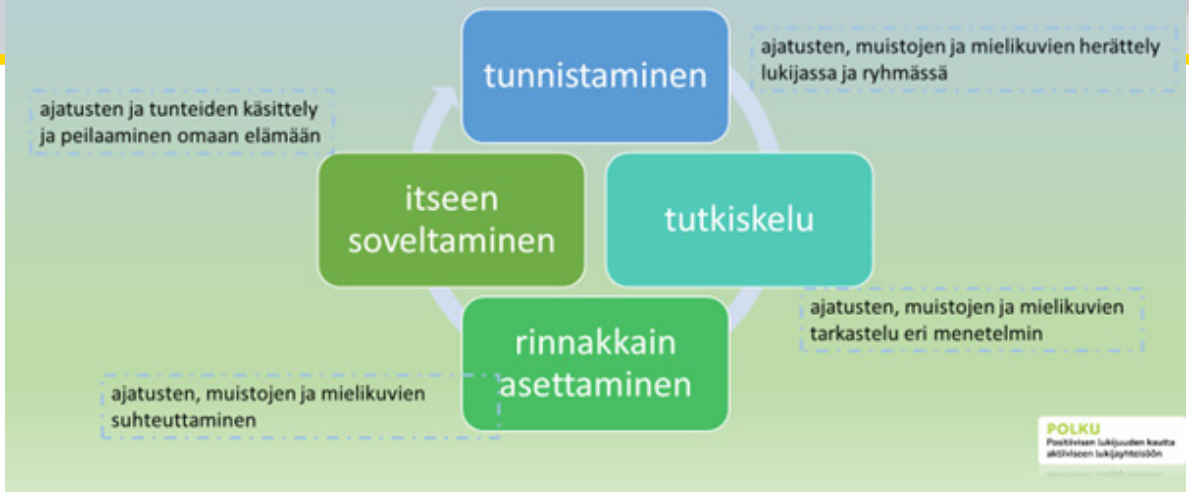 tunnistaminen
ajatusten, muistojen ja mielikuvien herättely
lukijassa ja ryhmässä
ajatusten ja tunteiden käsittely
ja peilaaminen omaan elämään
itseen
soveltaminen
tutkiskelu
ajatusten, muistojen ja mielikuvien
tarkastelu eri menetelmin
rinnakkain
asettaminen
ajatusten, muistojen ja mielikuvien
suhteuttaminen
POLKU
Positiivisen lukijuuden kautta
aktiiviseen lukijayhteisöön